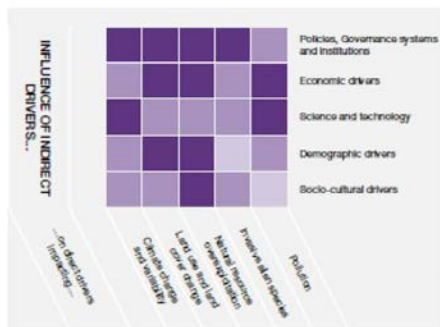 INFLUENCE OF INDIRECT
DRIVERS...
Policies, Governance systems
and institutions
Economic drivers
Science and technology
Demographic drivers
Socio-cultural drivers
...on direct drivers
impacting...
Climate change
and variability
Land use and land
cover change
Natural resource
overexploitation
Invasive alien species
Pollution